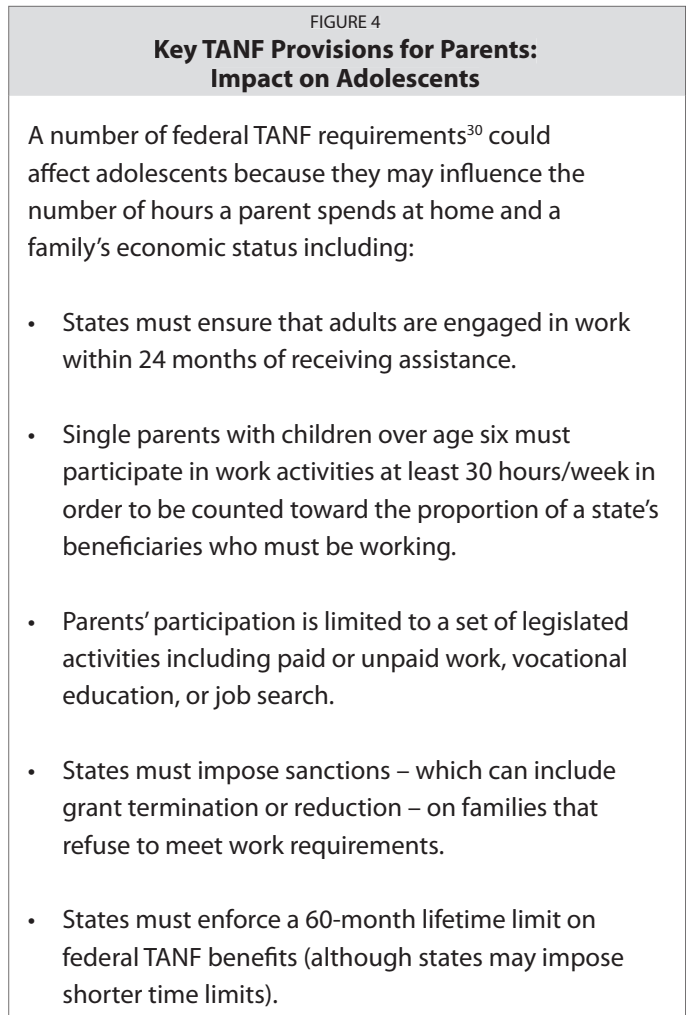 FIGURE 4
Key TANF Provisions for Parents:
Impact on Adolescents
A number of federal TANF requirements³⁰ could
affect adolescents because they may influence the
number of hours a parent spends at home and a
family’s economic status including:
• States must ensure that adults are engaged in work
within 24 months of receiving assistance.
• Single parents with children over age six must
participate in work activities at least 30 hours/week in
order to be counted toward the proportion of a state’s
beneficiaries who must be working.
• Parents’ participation is limited to a set of legislated
activities including paid or unpaid work, vocational
education, or job search.
• States must impose sanctions – which can include
grant termination or reduction – on families that
refuse to meet work requirements.
• States must enforce a 60-month lifetime limit on
federal TANF benefits (although states may impose
shorter time limits).